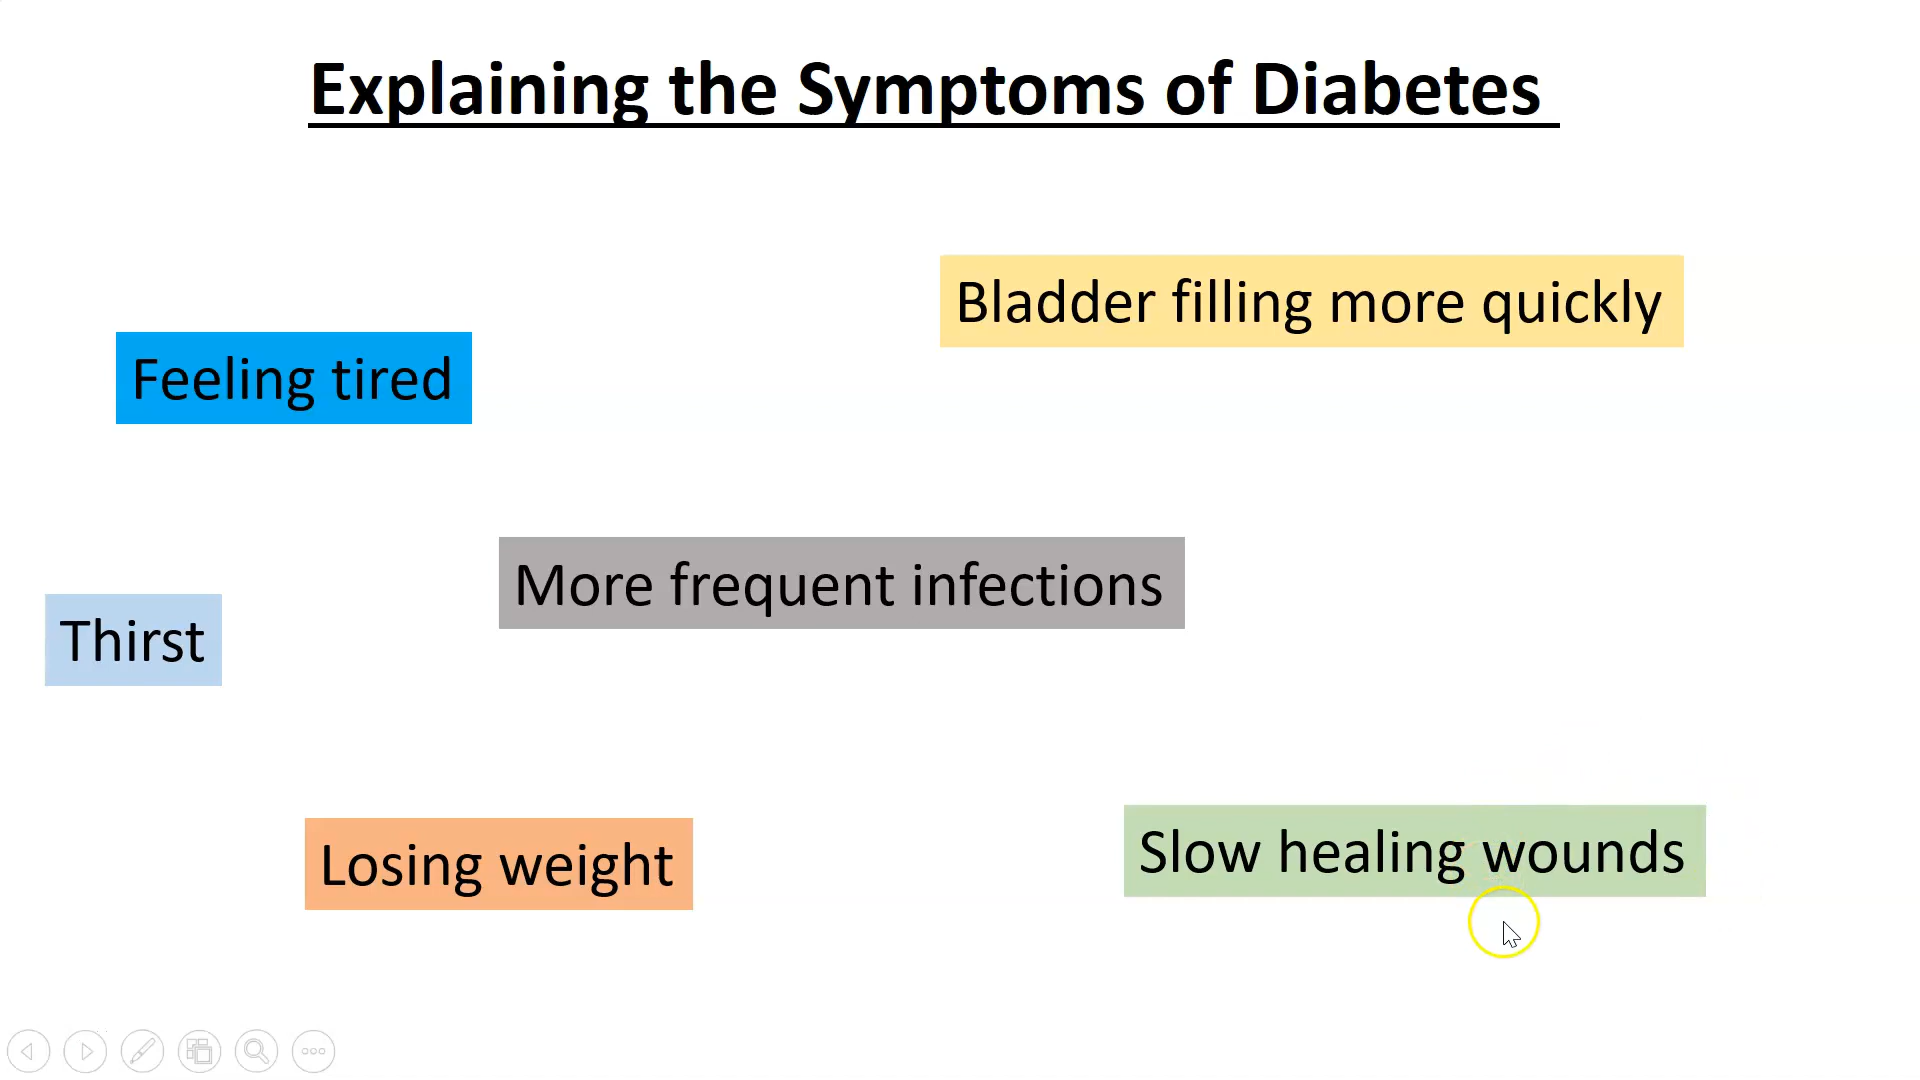 Explaining the Symptoms of Diabetes
Bladder filling more quickly
Feeling tired
More frequent infections
Thirst
Losing weight
Slow healing wounds